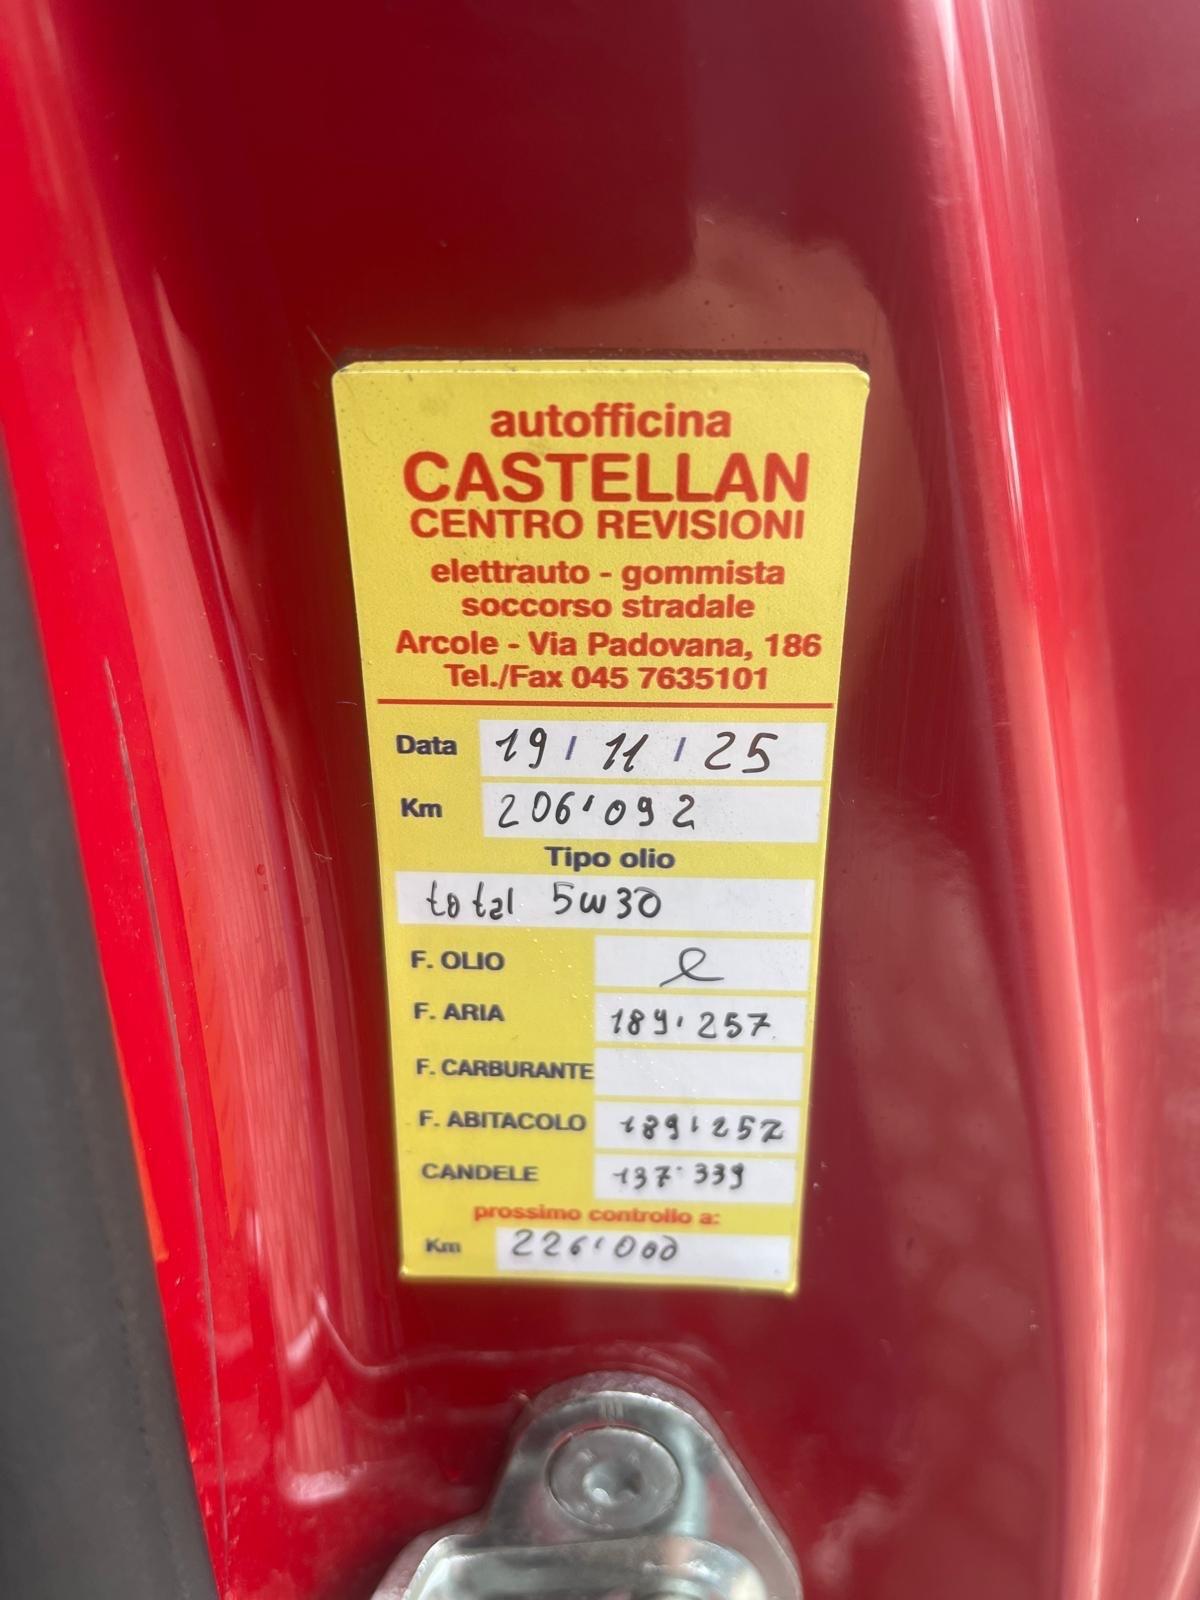 autofficina
CASTELLAN
CENTRO REVISIONI
elettrauto - gommista
soccorso stradale
Arcole - Via Padovana, 186
Tel./Fax 045 7635101
Data 19 / 11 / 25
Km 206'092
Tipo olio
total 5w30
F. OLIO
F. ARIA 189'257
F. CARBURANTE
F. ABITACOLO 189'257
CANDELE 137'339
prossimo controllo a:
Km 226'000